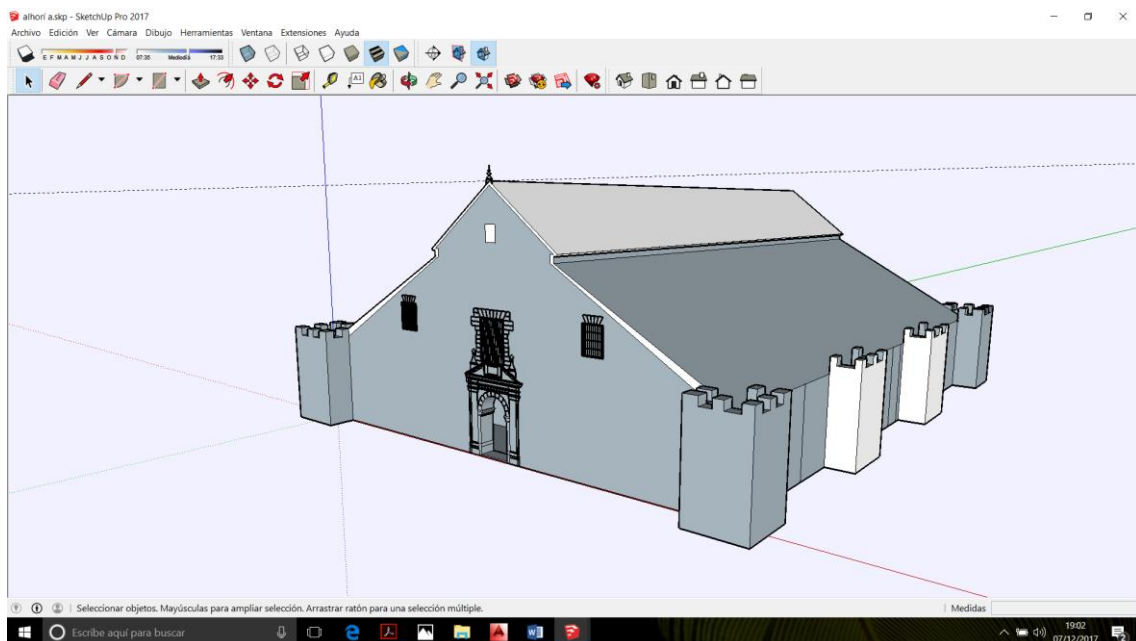 alhorí a.skp - SketchUp Pro 2017
Archivo Edición Ver Cámara Dibujo Herramientas Ventana Extensiones Ayuda
E F M A M J J A S O N D 07:35 Mediodía 17:33
A1
Seleccionar objetos. Mayúsculas para ampliar selección. Arrastrar ratón para una selección múltiple.
Medidas
Escribe aquí para buscar
19:02
07/12/2017